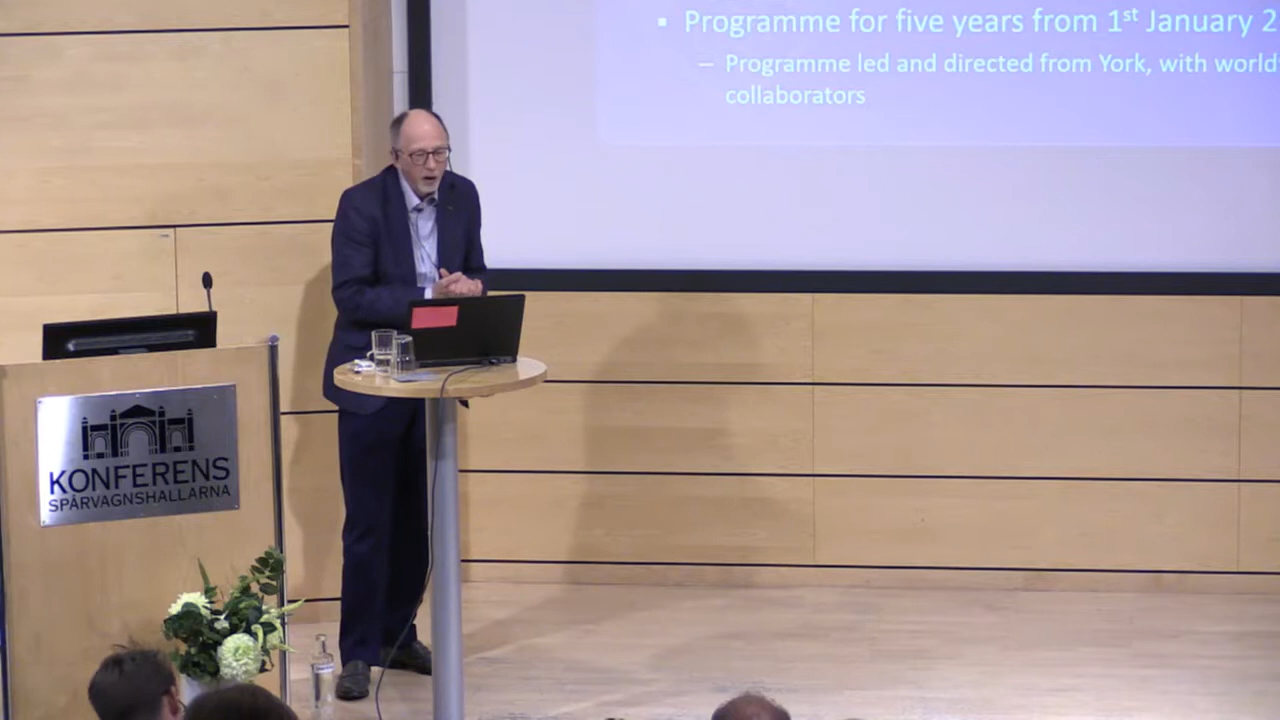 ▪ Programme for five years from 1st January 2
– Programme led and directed from York, with world
collaborators
KONFERENS
SPÅRVAGNSHALLARNA